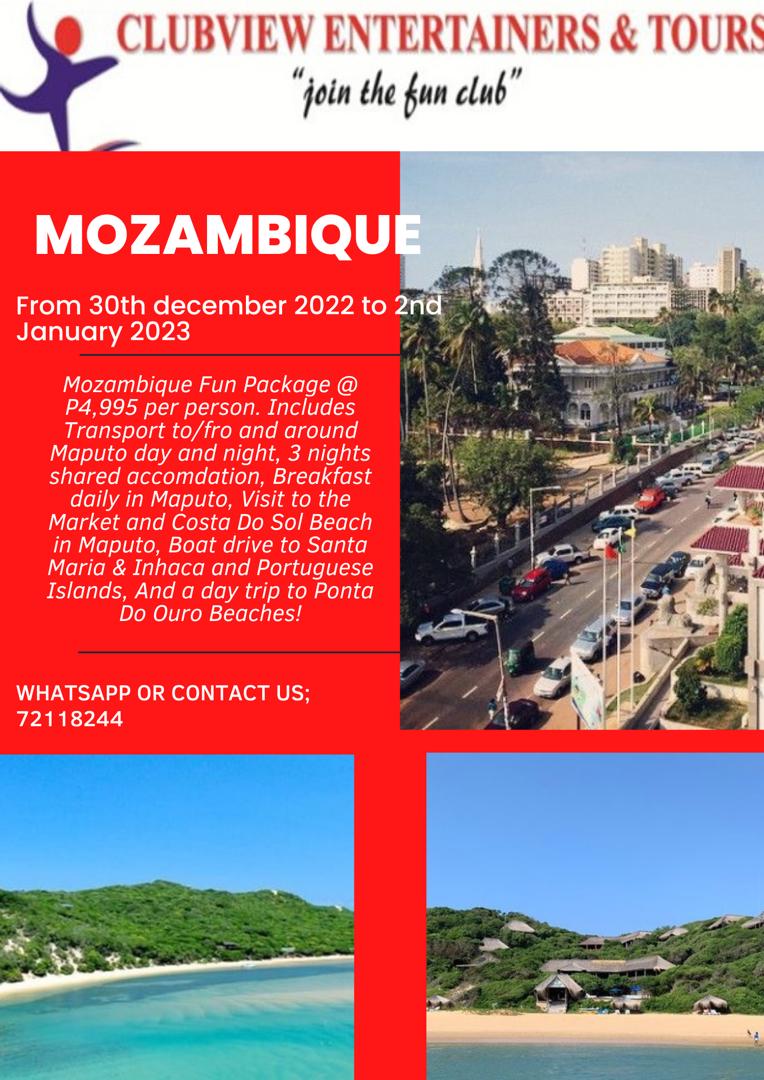 CLUBVIEW ENTERTAINERS & TOURS
“join the fun club”
MOZAMBIQUE
From 30th december 2022 to 2nd
January 2023
Mozambique Fun Package @
P4,995 per person. Includes
Transport to/fro and around
Maputo day and night, 3 nights
shared accomdation, Breakfast
daily in Maputo, Visit to the
Market and Costa Do Sol Beach
in Maputo, Boat drive to Santa
Maria & Inhaca and Portuguese
Islands, And a day trip to Ponta
Do Ouro Beaches!
WHATSAPP OR CONTACT US;
72118244